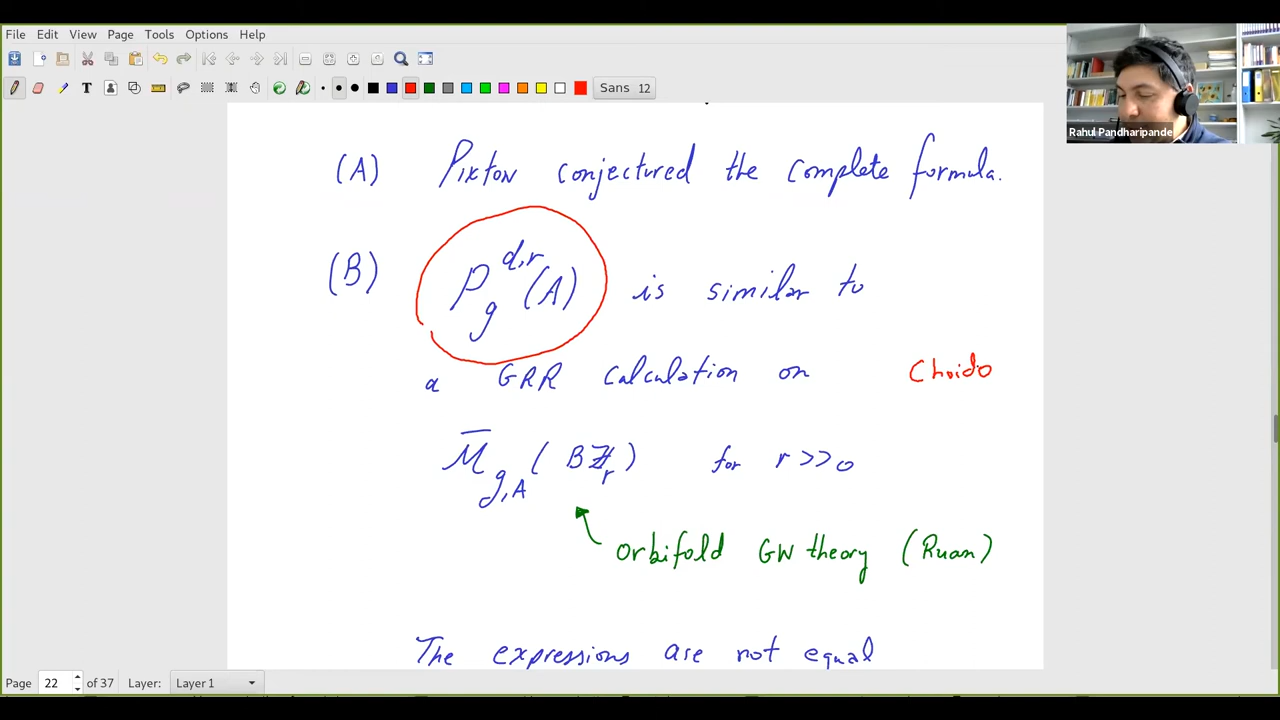 File Edit View Page Tools Options Help
Sans 12
Rahul Pandharipande
(A) Pixton conjectured the complete formula.
(B) P_g^{d,r}(A) is similar to
a GRR calculation on Choido
M̅_{g,A}(Bℤ_r) for r >> 0
orbifold GW theory (Ruan)
The expressions are not equal
Page 22 of 37 Layer: Layer 1